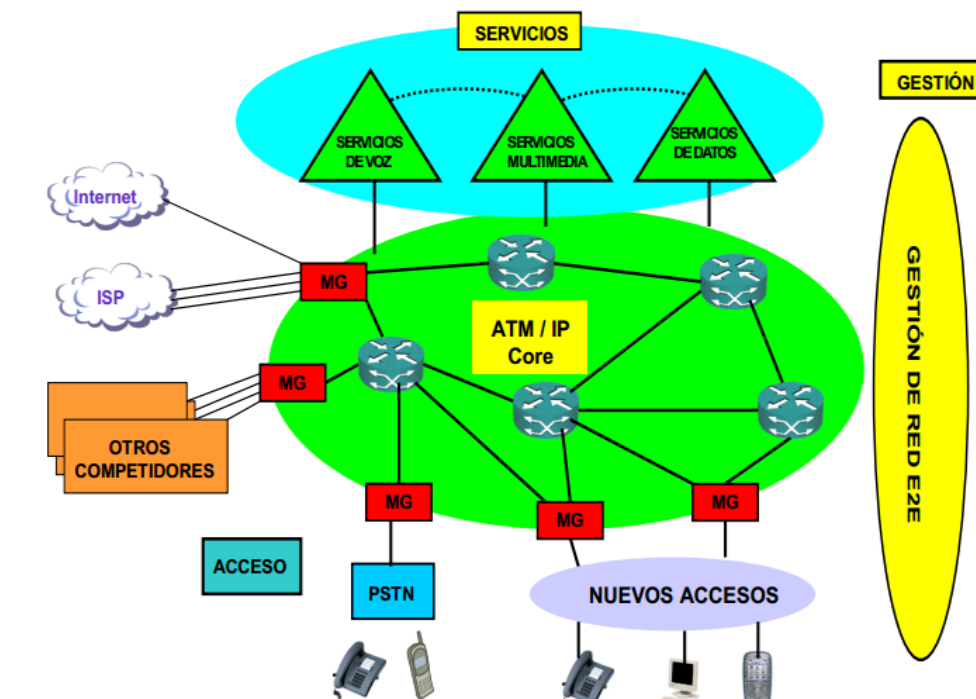 SERVICIOS
GESTIÓN
SERVICIOS
DE VOZ
SERVICIOS
MULTIMEDIA
SERVICIOS
DE DATOS
Internet
ISP
MG
ATM / IP
Core
MG
OTROS
COMPETIDORES
MG
MG
MG
ACCESO
PSTN
NUEVOS ACCESOS
GESTIÓN DE RED E2E